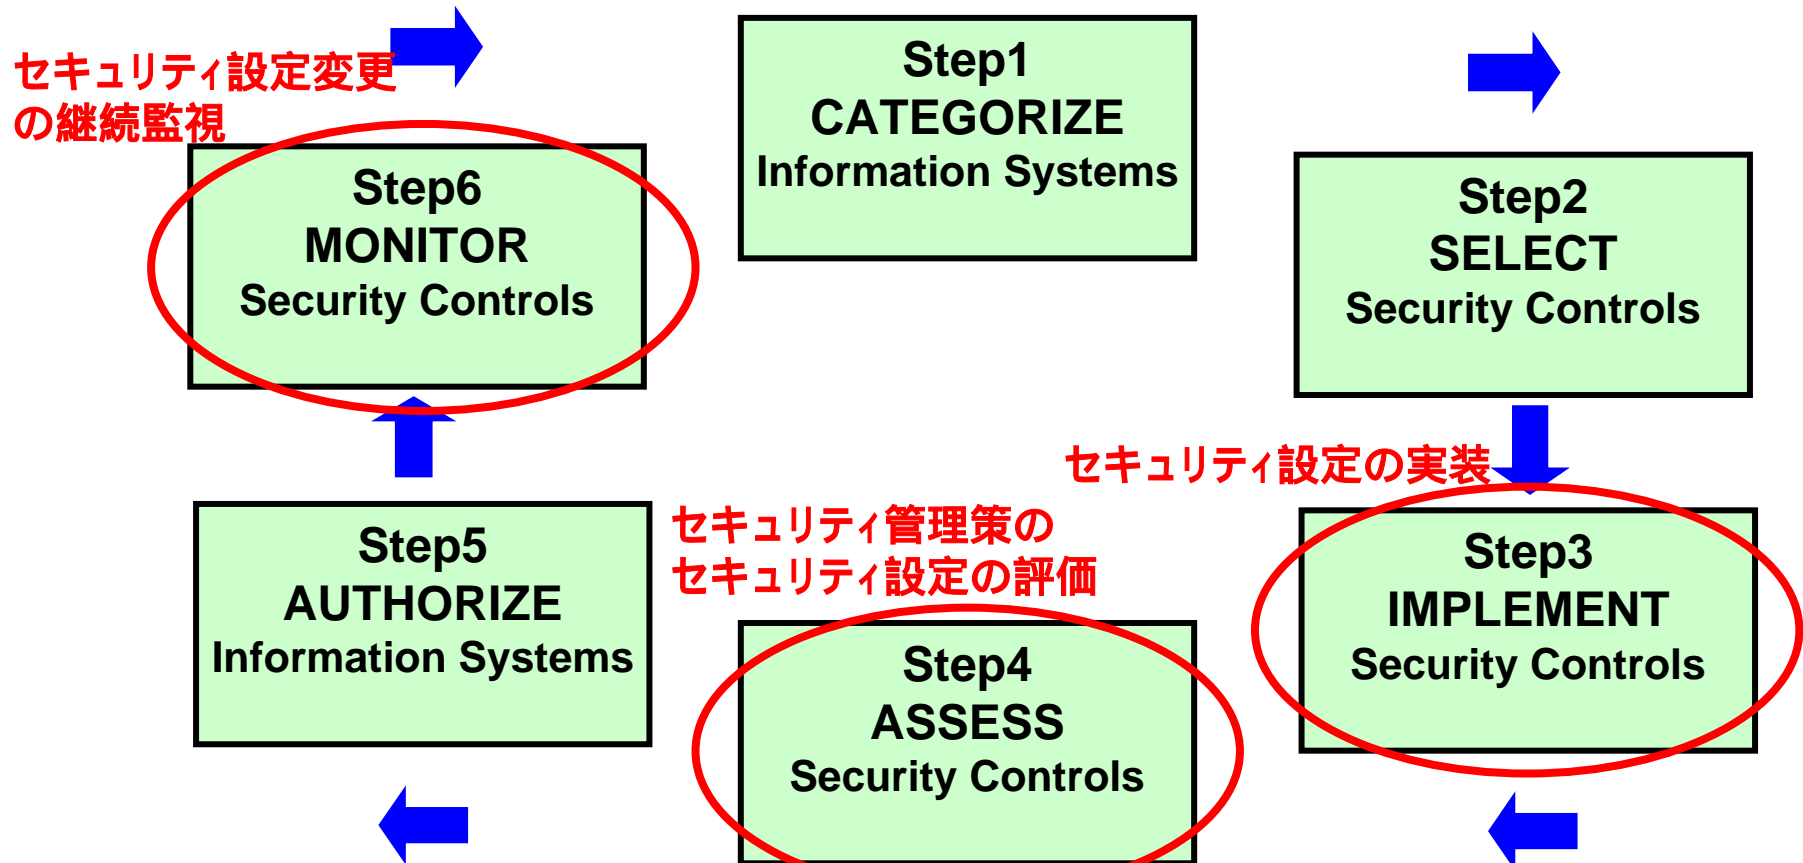 セキュリティ設定変更
の継続監視
Step1
CATEGORIZE
Information Systems
Step6
MONITOR
Security Controls
Step2
SELECT
Security Controls
セキュリティ設定の実装
セキュリティ管理策の
セキュリティ設定の評価
Step5
AUTHORIZE
Information Systems
Step3
IMPLEMENT
Security Controls
Step4
ASSESS
Security Controls